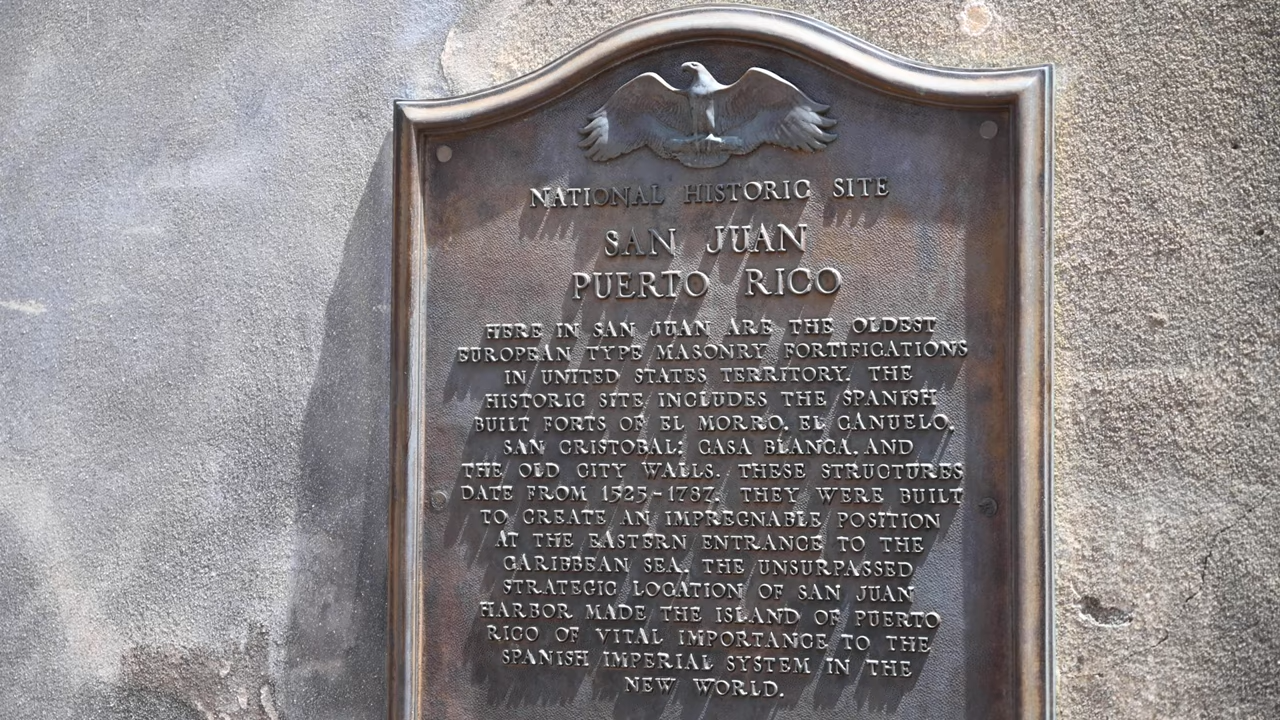 NATIONAL HISTORIC SITE
SAN JUAN
PUERTO RICO
HERE IN SAN JUAN ARE THE OLDEST
EUROPEAN TYPE MASONRY FORTIFICATIONS
IN UNITED STATES TERRITORY. THE
HISTORIC SITE INCLUDES THE SPANISH
BUILT FORTS OF EL MORRO, EL CANUELO,
SAN CRISTOBAL; CASA BLANCA, AND
THE OLD CITY WALLS. THESE STRUCTURES
DATE FROM 1525-1787. THEY WERE BUILT
TO CREATE AN IMPREGNABLE POSITION
AT THE EASTERN ENTRANCE TO THE
CARIBBEAN SEA. THE UNSURPASSED
STRATEGIC LOCATION OF SAN JUAN
HARBOR MADE THE ISLAND OF PUERTO
RICO OF VITAL IMPORTANCE TO THE
SPANISH IMPERIAL SYSTEM IN THE
NEW WORLD.